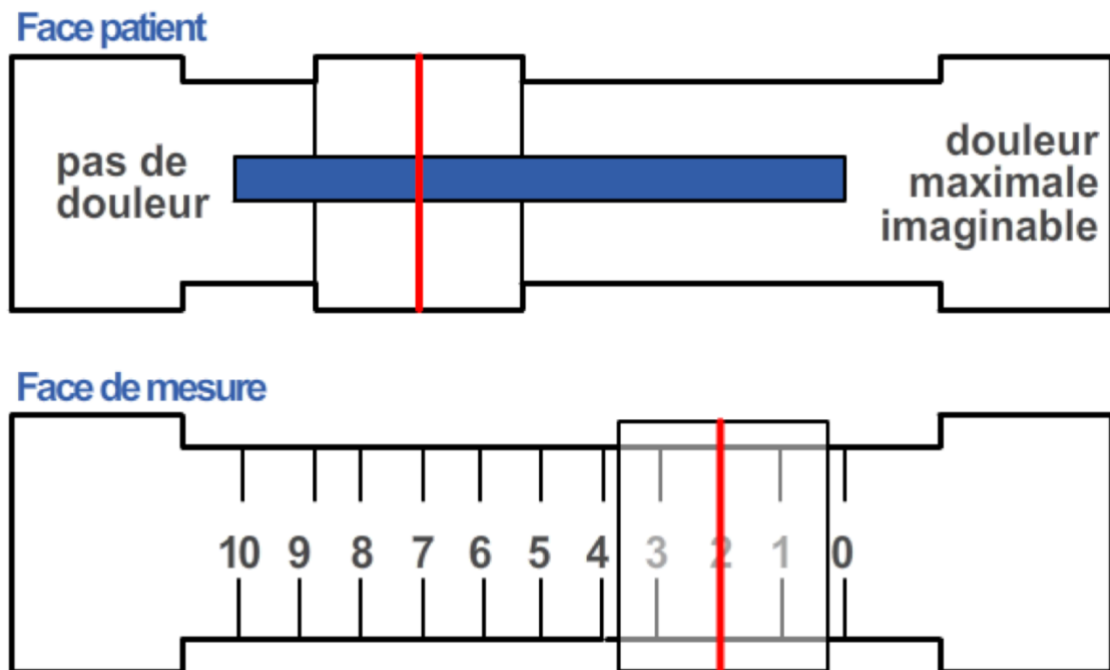 Face patient
pas de
douleur
douleur
maximale
imaginable
Face de mesure
10 9 8 7 6 5 4 3 2 1 0